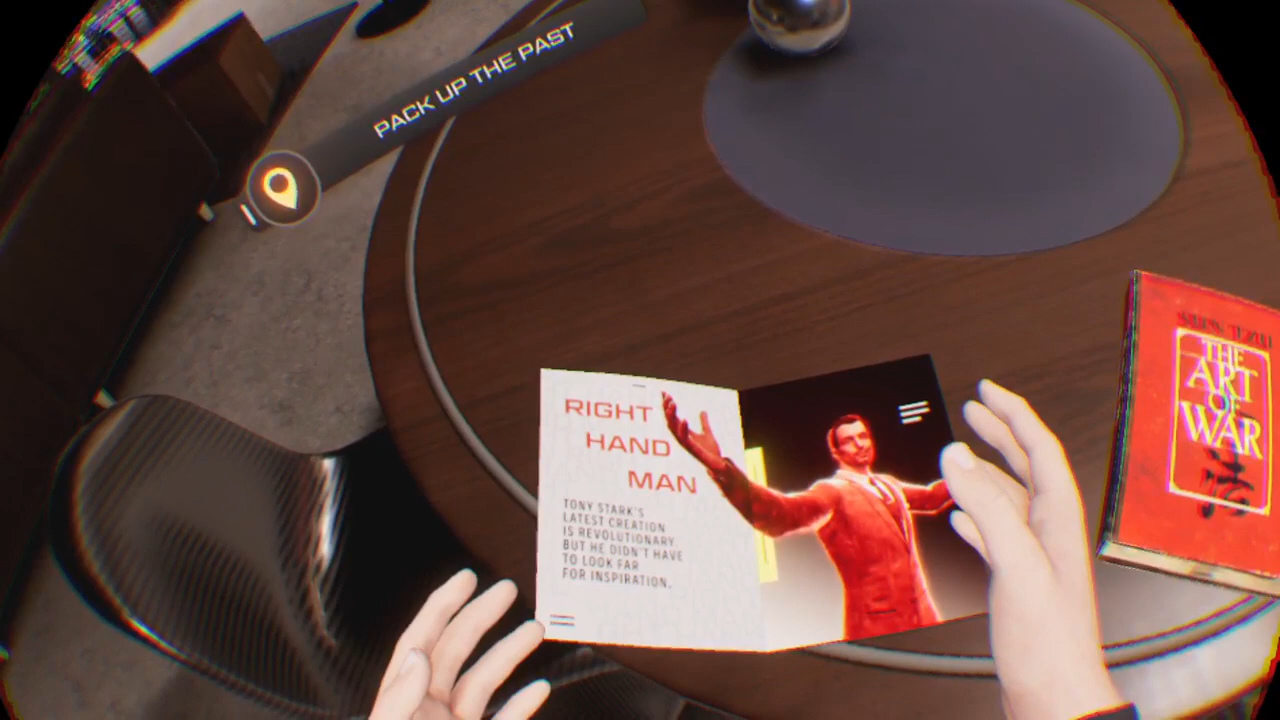 PACK UP THE PAST
RIGHT
HAND
MAN
TONY STARK'S
LATEST CREATION
IS REVOLUTIONARY.
BUT HE DIDN'T HAVE
TO LOOK FAR
FOR INSPIRATION.
THE
ART
OF
WAR